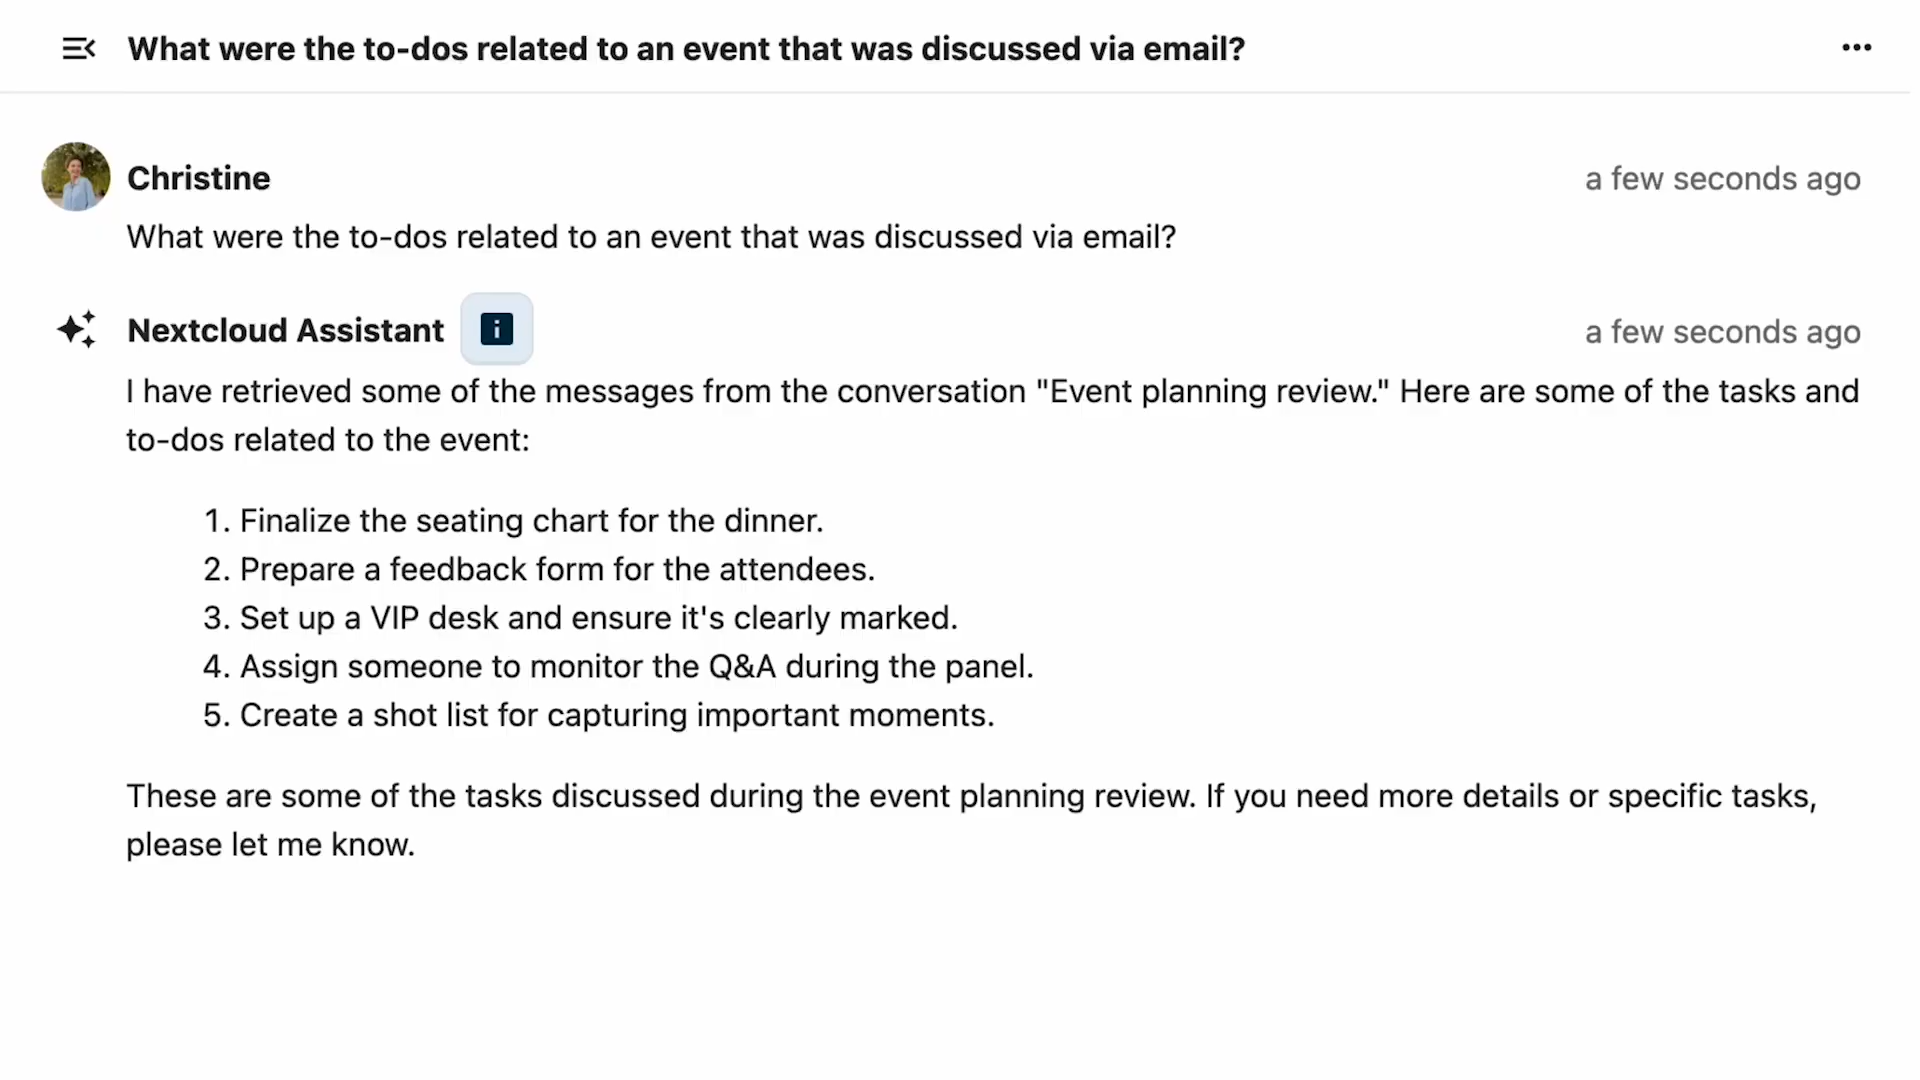 What were the to-dos related to an event that was discussed via email?
Christine
a few seconds ago
What were the to-dos related to an event that was discussed via email?
Nextcloud Assistant
a few seconds ago
I have retrieved some of the messages from the conversation "Event planning review." Here are some of the tasks and
to-dos related to the event:
1. Finalize the seating chart for the dinner.
2. Prepare a feedback form for the attendees.
3. Set up a VIP desk and ensure it's clearly marked.
4. Assign someone to monitor the Q&A during the panel.
5. Create a shot list for capturing important moments.
These are some of the tasks discussed during the event planning review. If you need more details or specific tasks,
please let me know.